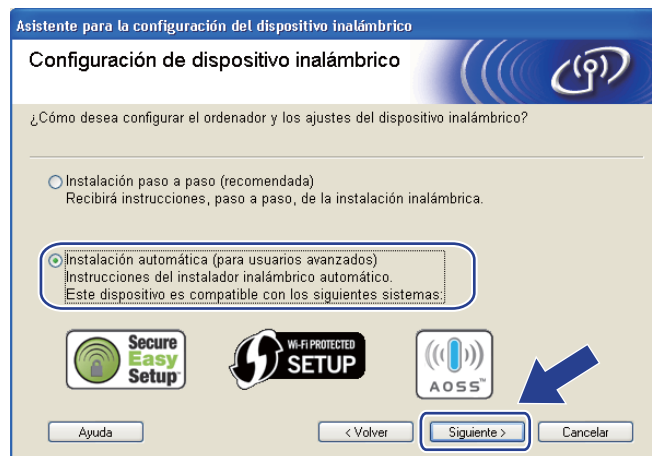 Asistente para la configuración del dispositivo inalámbrico
Configuración de dispositivo inalámbrico
¿Cómo desea configurar el ordenador y los ajustes del dispositivo inalámbrico?
Instalación paso a paso (recomendada)
Recibirá instrucciones, paso a paso, de la instalación inalámbrica.
Instalación automática (para usuarios avanzados)
Instrucciones del instalador inalámbrico automático.
Este dispositivo es compatible con los siguientes sistemas:
Secure
Easy
Setup
WI-FI PROTECTED
SETUP
AOSS™
Ayuda
< Volver
Siguiente >
Cancelar